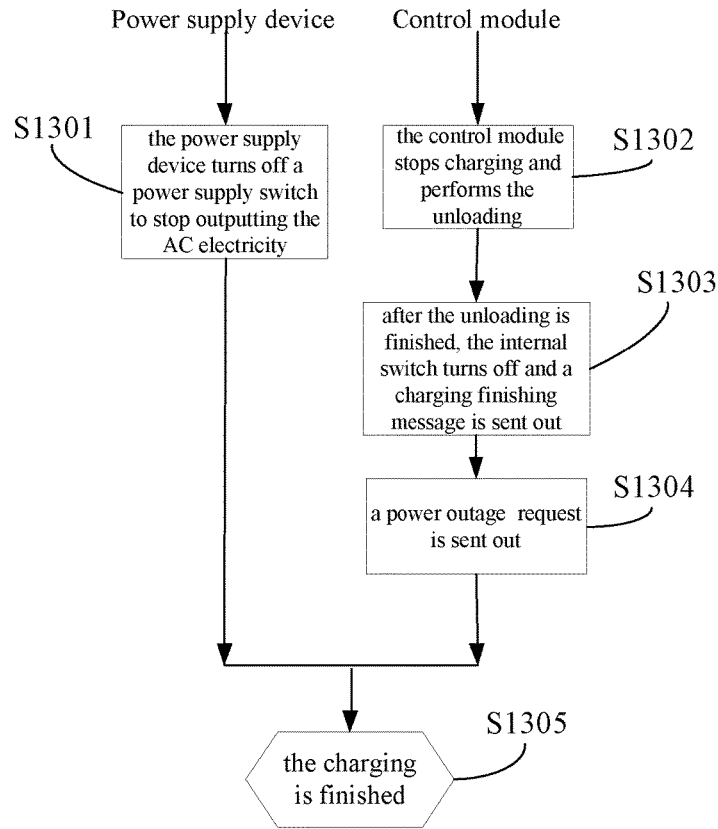 Power supply device
Control module
S1301
the power supply
device turns off a
power supply switch
to stop outputting the
AC electricity
the control module
stops charging and
performs the
unloading
S1302
after the unloading is
finished, the internal
switch turns off and a
charging finishing
message is sent out
S1303
a power outage request
is sent out
S1304
the charging
is finished
S1305